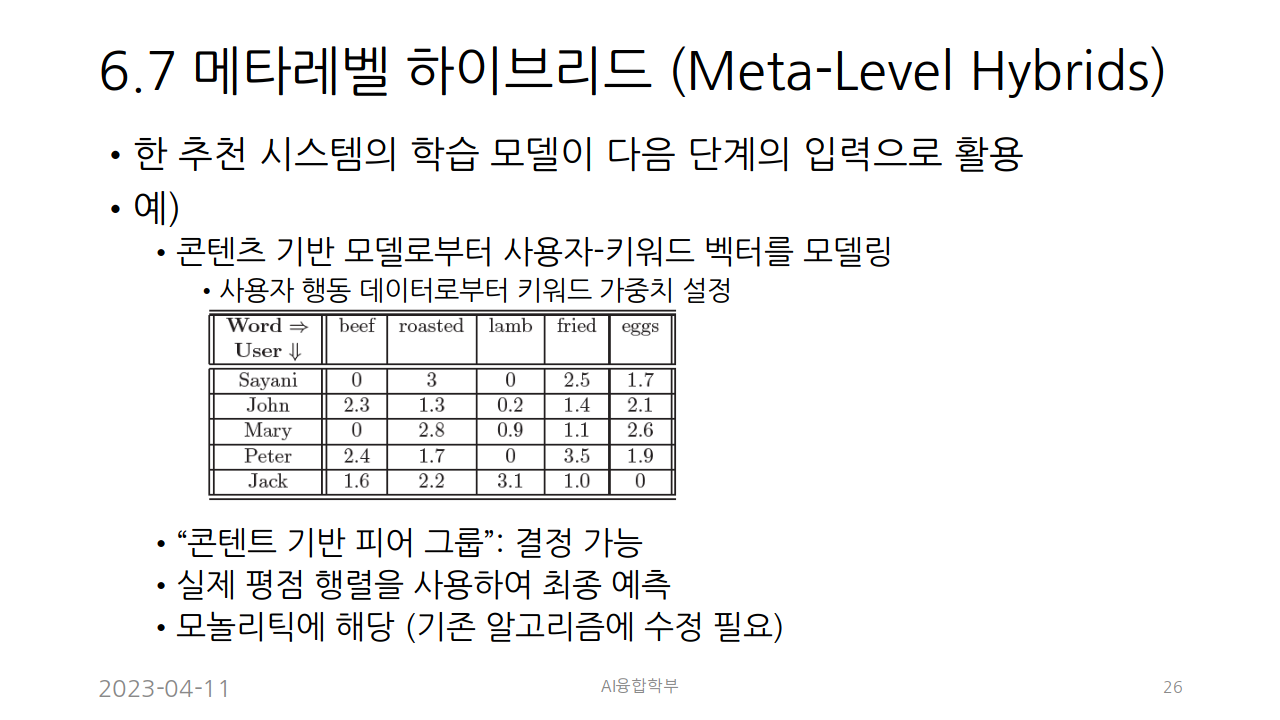 6.7 메타레벨 하이브리드 (Meta-Level Hybrids)
• 한 추천 시스템의 학습 모델이 다음 단계의 입력으로 활용
• 예)
• 콘텐츠 기반 모델로부터 사용자-키워드 벡터를 모델링
• 사용자 행동 데이터로부터 키워드 가중치 설정
Word ⇒ beef roasted lamb fried eggs
User ⇓
Sayani 0 3 0 2.5 1.7
John 2.3 1.3 0.2 1.4 2.1
Mary 0 2.8 0.9 1.1 2.6
Peter 2.4 1.7 0 3.5 1.9
Jack 1.6 2.2 3.1 1.0 0
• “콘텐트 기반 피어 그룹”: 결정 가능
• 실제 평점 행렬을 사용하여 최종 예측
• 모놀리틱에 해당 (기존 알고리즘에 수정 필요)
2023-04-11 AI융합학부 26